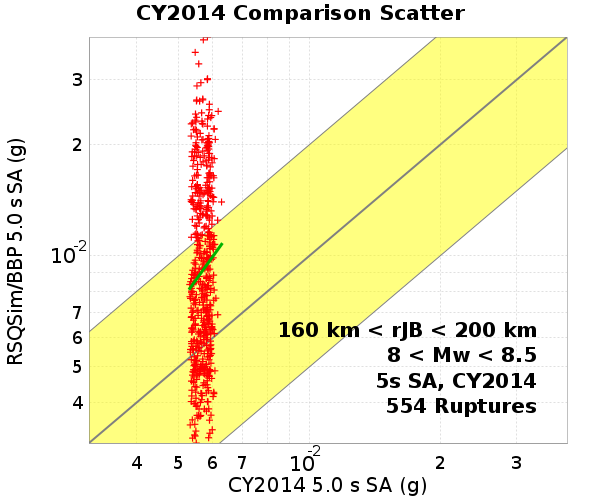 CY2014 Comparison Scatter
RSQSim/BBP 5.0 s SA (g)
3
2
10-2
7
6
5
4
160 km < rJB < 200 km
8 < Mw < 8.5
5s SA, CY2014
554 Ruptures
4 5 6 7 10-2 2 3
CY2014 5.0 s SA (g)